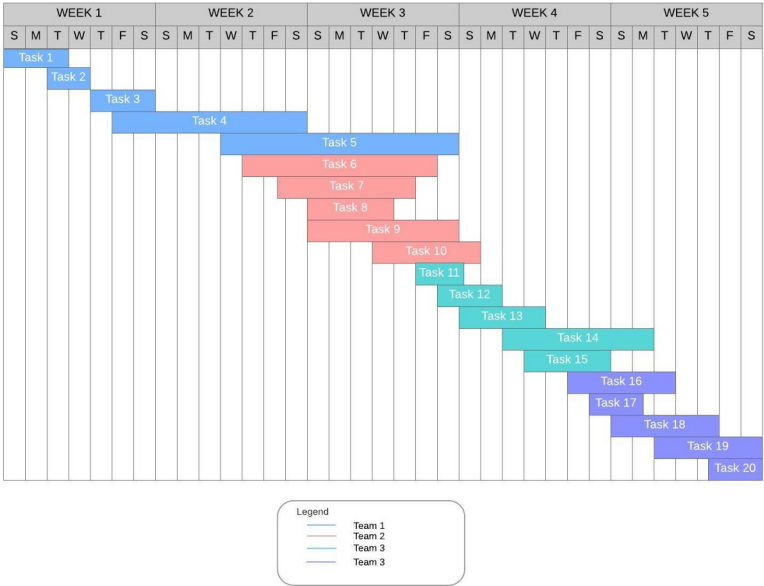 WEEK 1 WEEK 2 WEEK 3 WEEK 4 WEEK 5
S M T W T F S S M T W T F S S M T W T F S S M T W T F S S M T W T F S
Task 1
Task 2
Task 3
Task 4
Task 5
Task 6
Task 7
Task 8
Task 9
Task 10
Task 11
Task 12
Task 13
Task 14
Task 15
Task 16
Task 17
Task 18
Task 19
Task 20
Legend
Team 1
Team 2
Team 3
Team 3